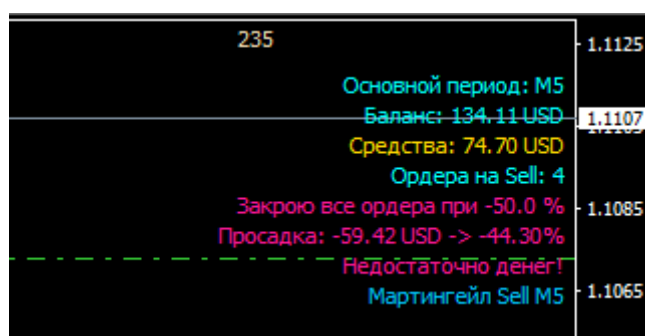 235
1.1125
Основной период: M5
Баланс: 134.11 USD
1.1107
Средства: 74.70 USD
Ордера на Sell: 4
Закрою все ордера при -50.0 %
1.1085
Просадка: -59.42 USD -> -44.30%
Недостаточно денег!
Мартингейл Sell M5
1.1065